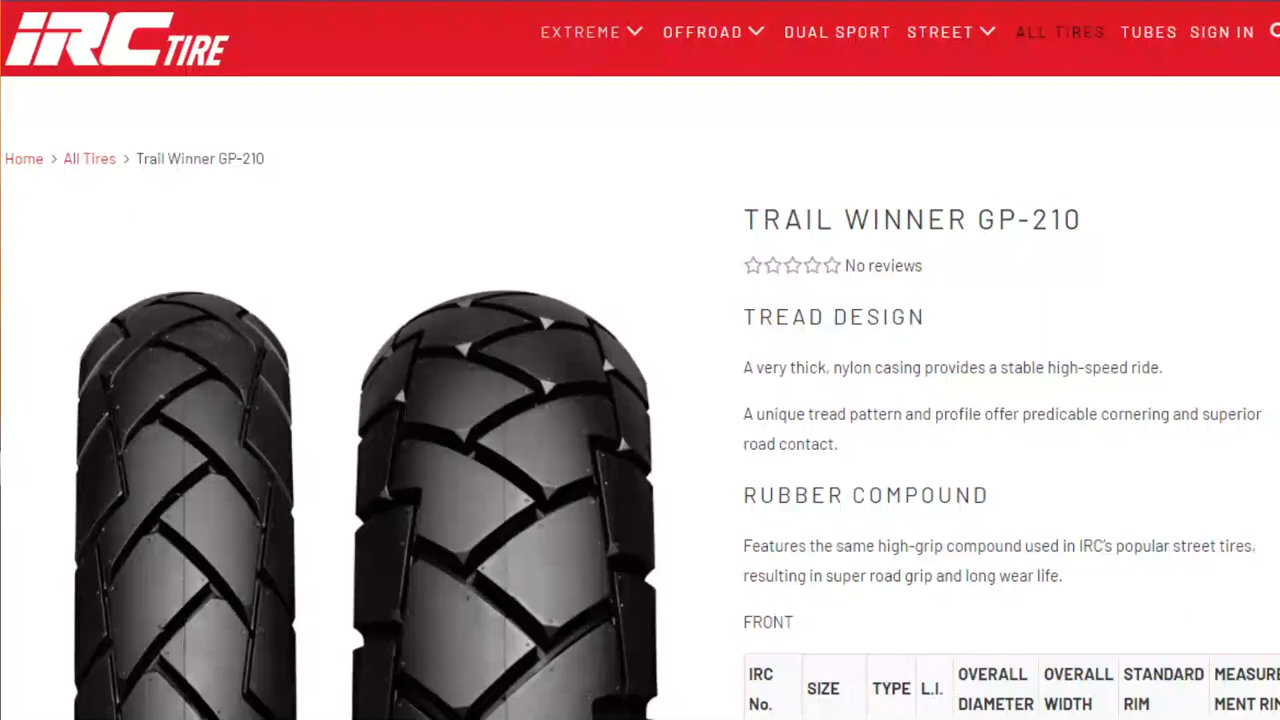 iRC TIRE
EXTREME OFFROAD DUAL SPORT STREET ALL TIRES TUBES SIGN IN
Home > All Tires > Trail Winner GP-210
TRAIL WINNER GP-210
No reviews
TREAD DESIGN
A very thick, nylon casing provides a stable high-speed ride.
A unique tread pattern and profile offer predicable cornering and superior
road contact.
RUBBER COMPOUND
Features the same high-grip compound used in IRC's popular street tires,
resulting in super road grip and long wear life.
FRONT
IRC No. SIZE TYPE L.I. OVERALL DIAMETER OVERALL WIDTH STANDARD RIM